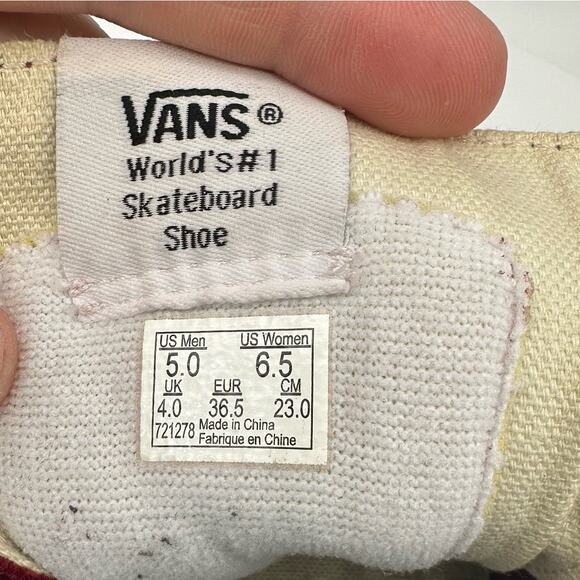 VANS®
World's #1
Skateboard
Shoe
US Men US Women
5.0 6.5
UK EUR CM
4.0 36.5 23.0
721278 Made in China
Fabrique en Chine